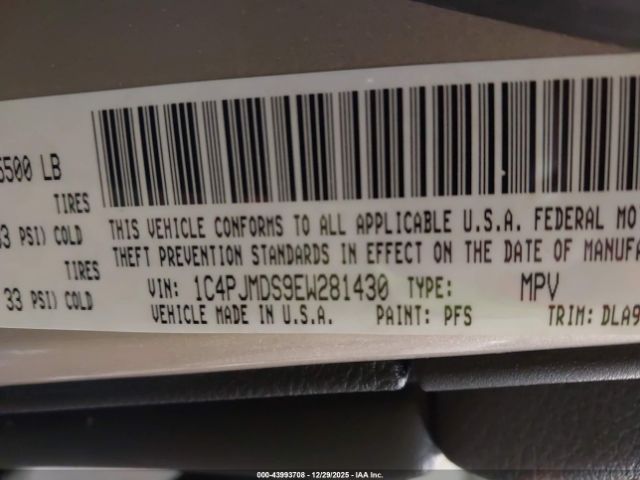 5500 LB
TIRES
33 PSI) COLD
33 PSI) COLD
THIS VEHICLE CONFORMS TO ALL APPLICABLE U.S.A. FEDERAL MOT
THEFT PREVENTION STANDARDS IN EFFECT ON THE DATE OF MANUFA
VIN: 1C4PJMDS9EW281430 TYPE: MPV
VEHICLE MADE IN U.S.A. PAINT: PFS TRIM: DLA9
000-43993708 - 12/29/2025 - IAA Inc.